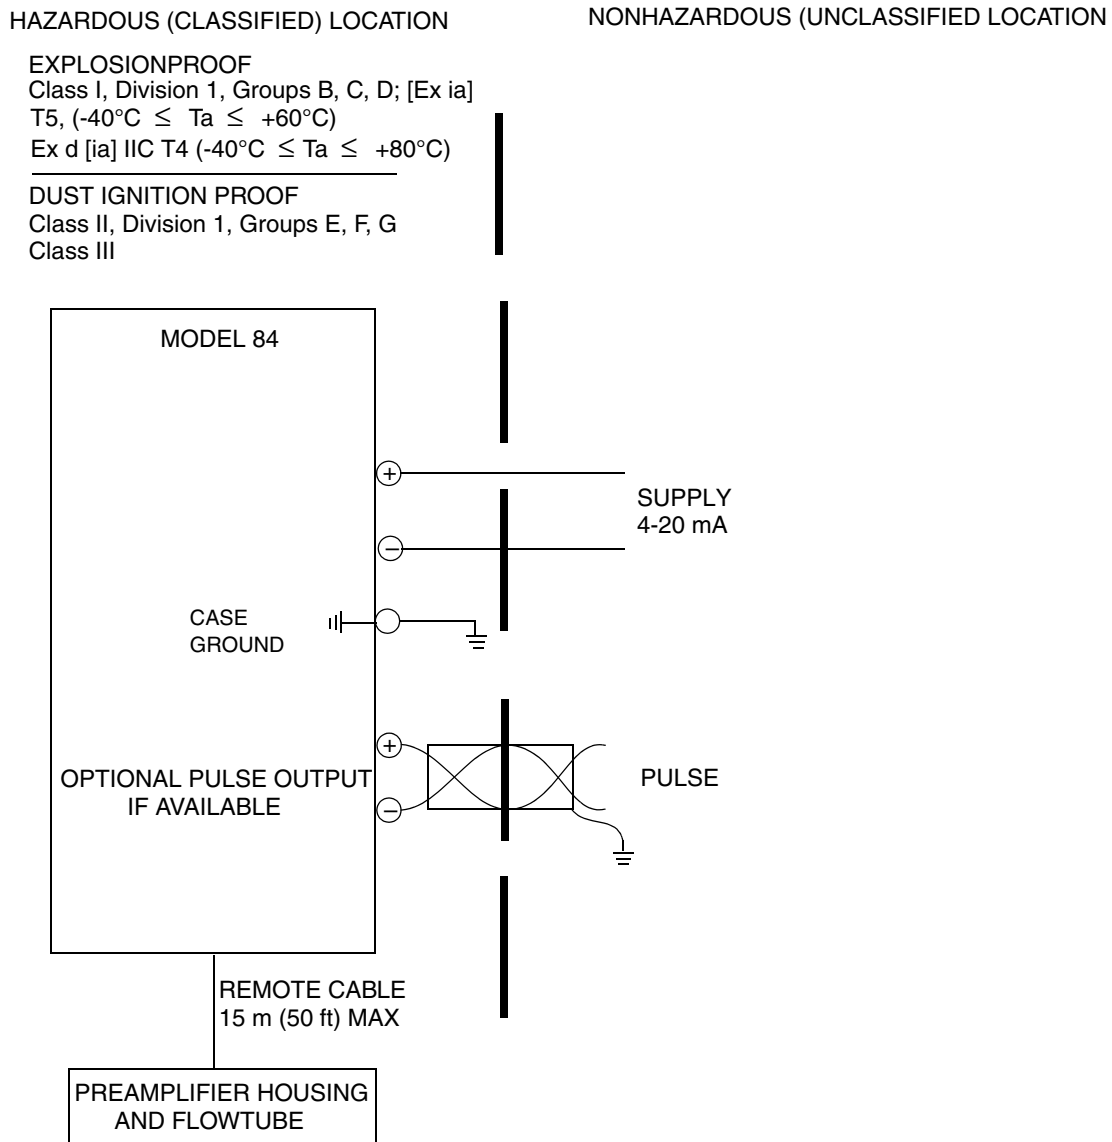 HAZARDOUS (CLASSIFIED) LOCATION
NONHAZARDOUS (UNCLASSIFIED LOCATION
EXPLOSIONPROOF
Class I, Division 1, Groups B, C, D; [Ex ia]
T5, (-40°C ≤ Ta ≤ +60°C)
Ex d [ia] IIC T4 (-40°C ≤ Ta ≤ +80°C)
DUST IGNITION PROOF
Class II, Division 1, Groups E, F, G
Class III
MODEL 84
+
SUPPLY
4-20 mA
−
CASE
GROUND
+
OPTIONAL PULSE OUTPUT
IF AVAILABLE
−
PULSE
REMOTE CABLE
15 m (50 ft) MAX
PREAMPLIFIER HOUSING
AND FLOWTUBE